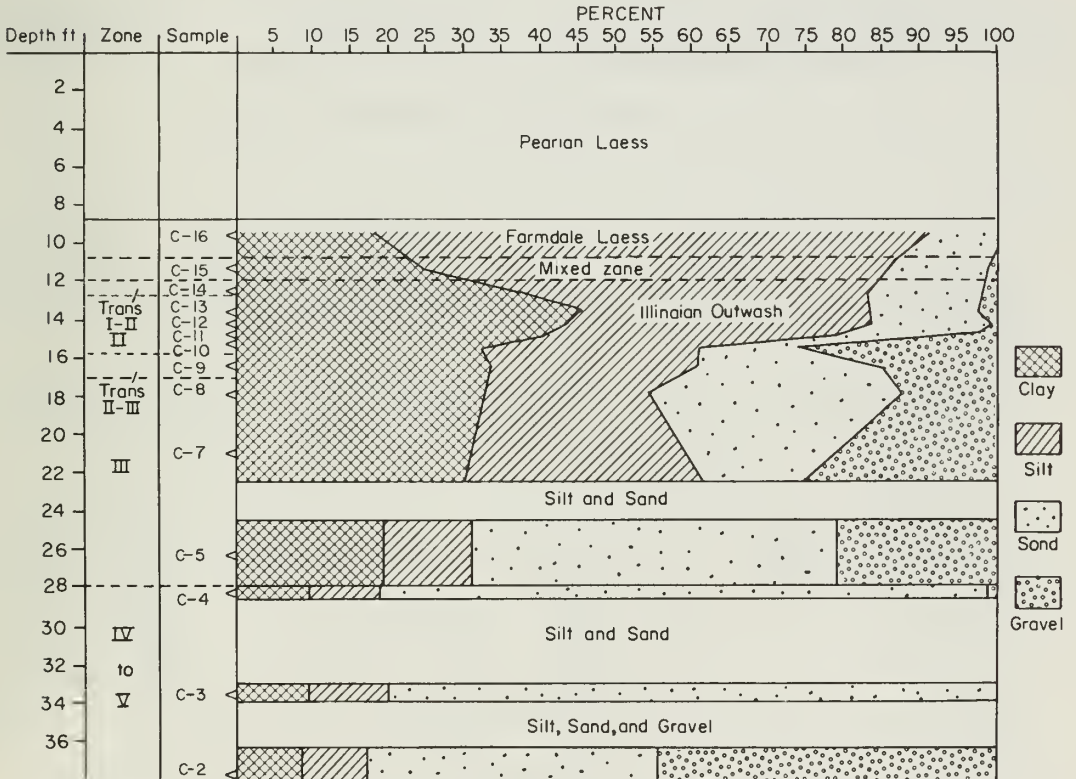 PERCENT
Depth ft Zone Sample 5 10 15 20 25 30 35 40 45 50 55 60 65 70 75 80 85 90 95 100
2
4
Pearian Laess
6
8
C-16
Farmdale Laess
10
C-15
Mixed zane
12
C-14
Trans
I-II
C-13
Illinaian Outwash
14
C-12
II
C-11
C-10
16
C-9
Trans
II-III
C-8
18
Clay
20
III
C-7
22
Silt
Silt and Sand
24
Sond
26
C-5
28
C-4
Gravel
30
IV
Silt and Sand
32
to
34
V
C-3
Silt, Sand, and Gravel
36
C-2